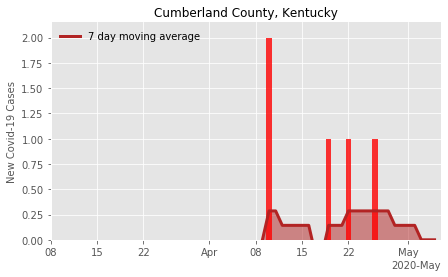 Cumberland County, Kentucky
7 day moving average
New Covid-19 Cases
2.00
1.75
1.50
1.25
1.00
0.75
0.50
0.25
0.00
08 15 22 Apr 08 15 22 May
2020-May